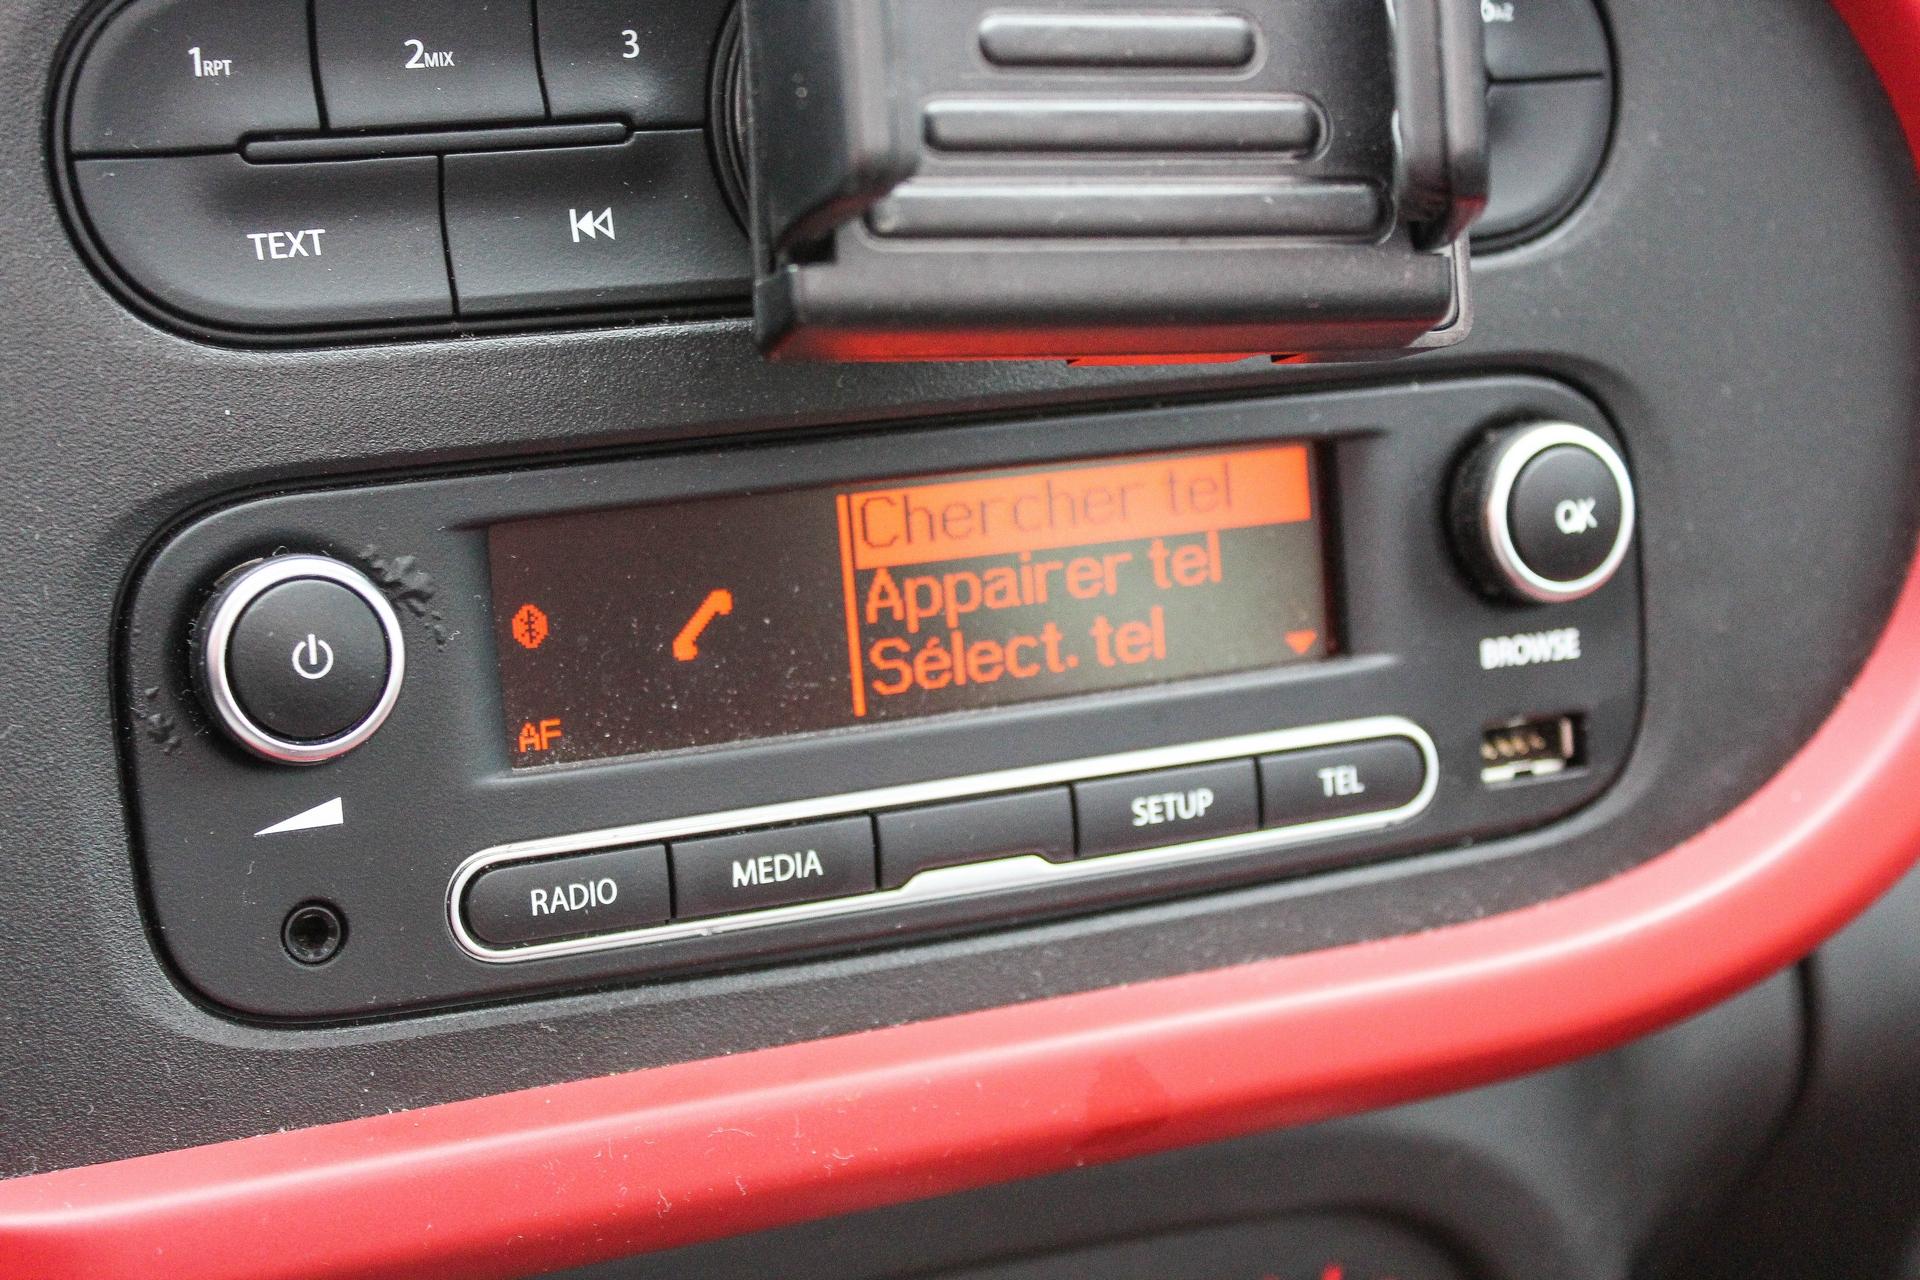 1RPT
2MIX
3
TEXT
Chercher tel
Appairer tel
Sélect. tel
AF
OK
BROWSE
RADIO
MEDIA
SETUP
TEL